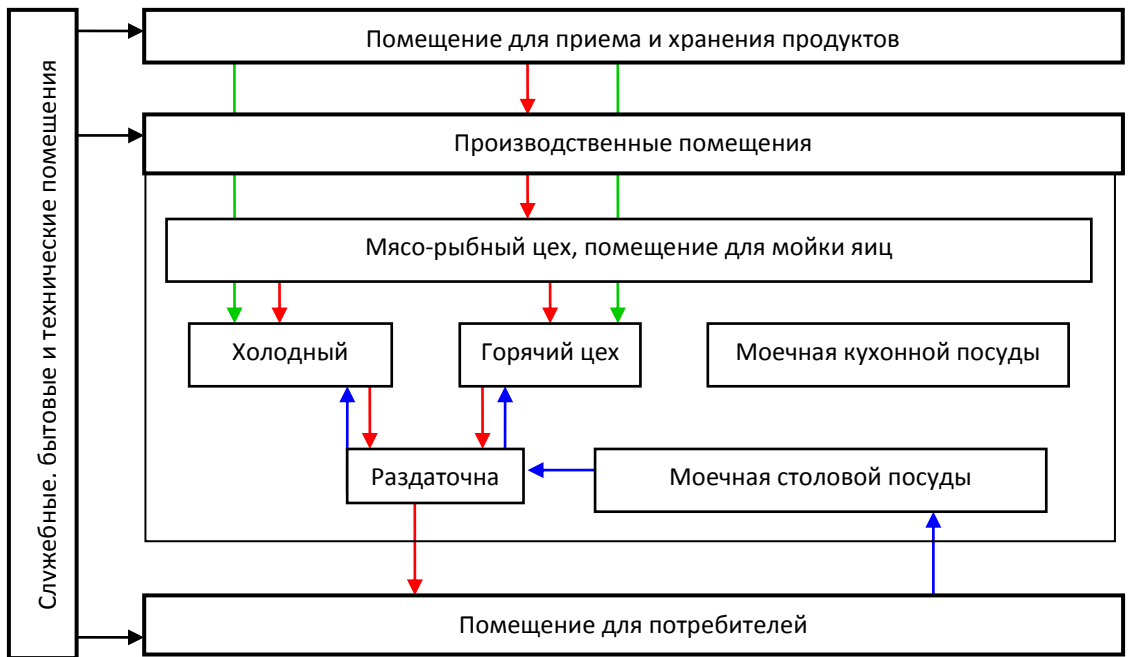 Служебные. бытовые и технические помещения
Помещение для приема и хранения продуктов
Производственные помещения
Мясо-рыбный цех, помещение для мойки яиц
Холодный
Горячий цех
Моечная кухонной посуды
Раздаточна
Моечная столовой посуды
Помещение для потребителей